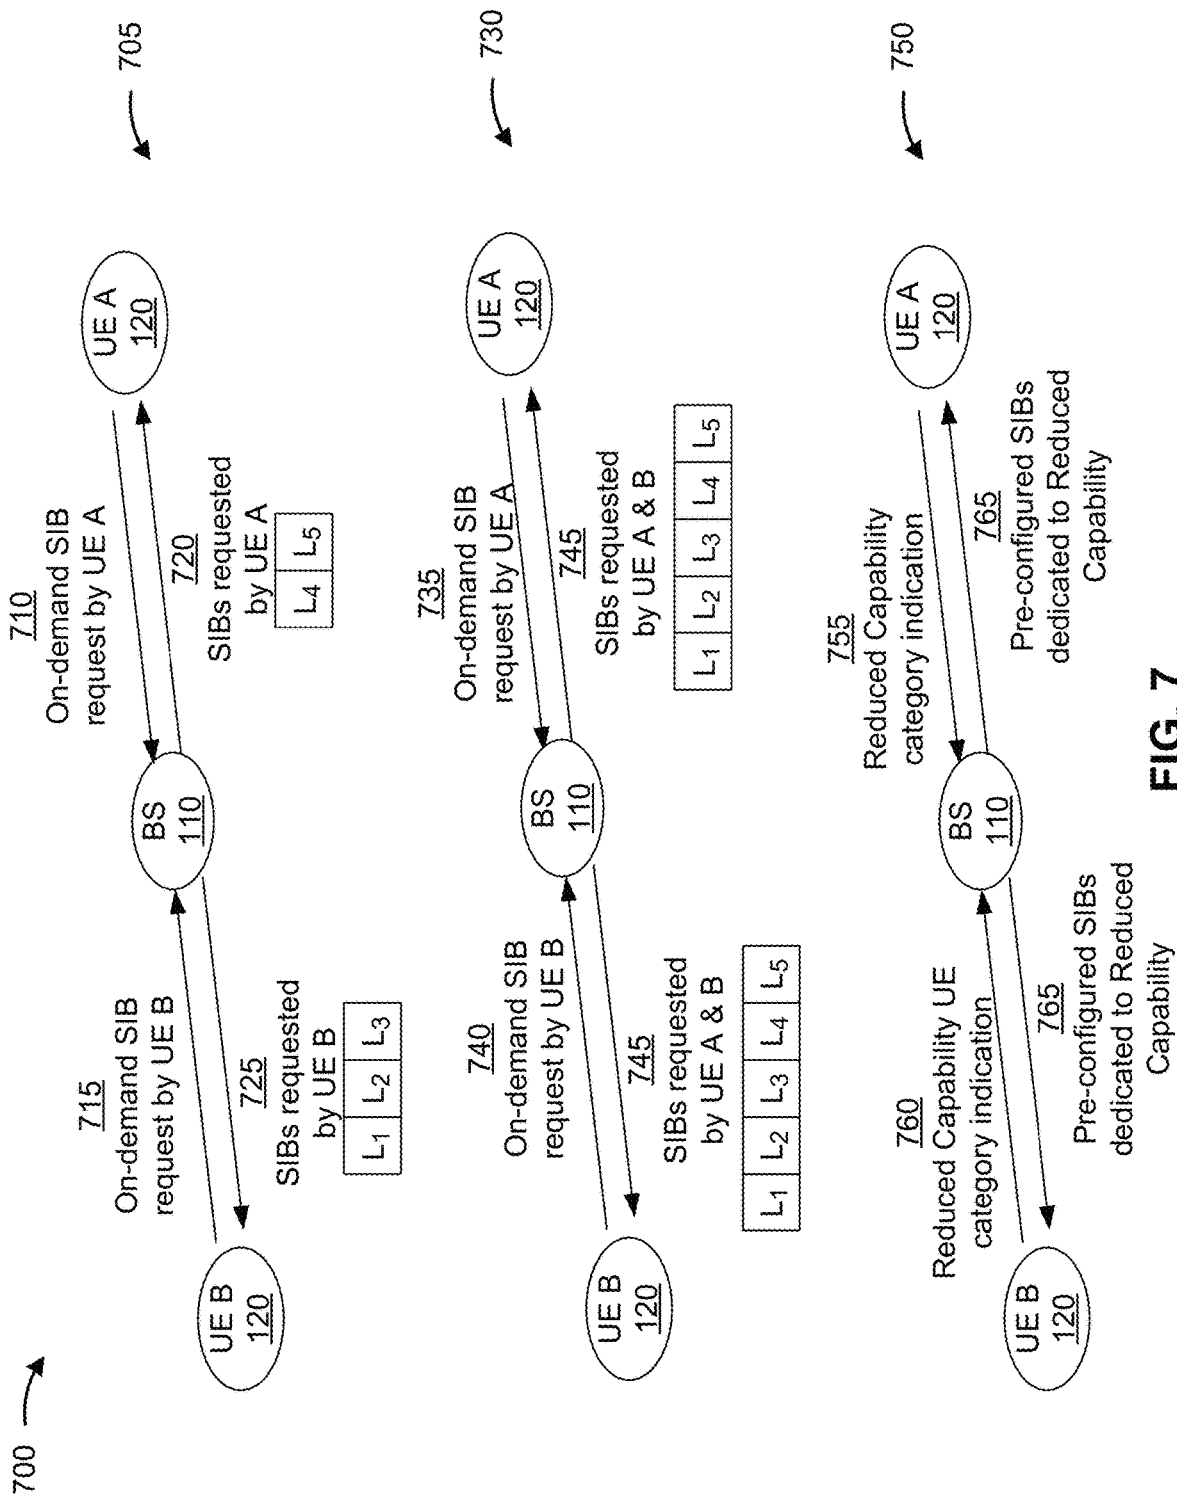 700
705
UE B
120
715
On-demand SIB
request by UE B
725
SIBs requested
by UE B
L1 L2 L3
BS
110
710
On-demand SIB
request by UE A
720
SIBs requested
by UE A
L4 L5
UE A
120
730
UE B
120
740
On-demand SIB
request by UE B
745
SIBs requested
by UE A & B
L1 L2 L3 L4 L5
BS
110
735
On-demand SIB
request by UE A
745
SIBs requested
by UE A & B
L1 L2 L3 L4 L5
UE A
120
750
UE B
120
760
Reduced Capability UE
category indication
765
Pre-configured SIBs
dedicated to Reduced
Capability
BS
110
755
Reduced Capability
category indication
765
Pre-configured SIBs
dedicated to Reduced
Capability
UE A
120
FIG. 7